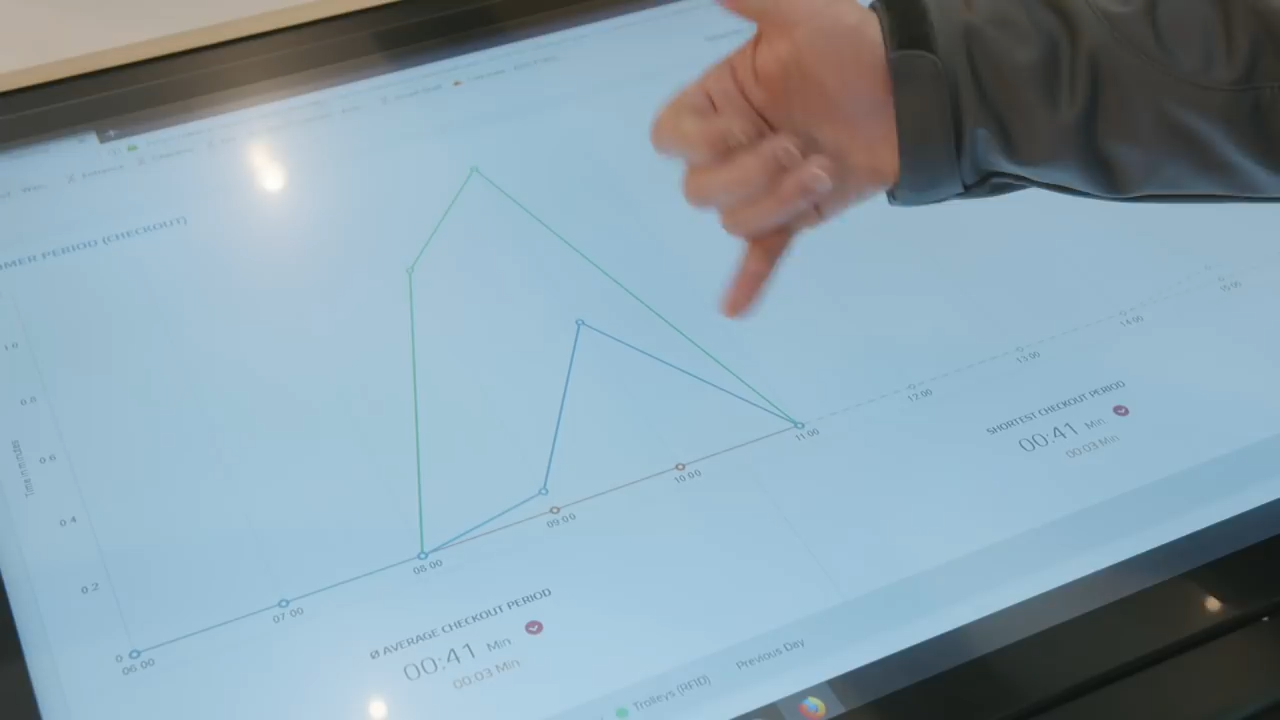 MER PERIOD (CHECKOUT)
1.0
0.8
0.6
0.4
0.2
0
Time in minutes
06:00
07:00
08:00
09:00
10:00
11:00
12:00
13:00
14:00
15:00
Ø AVERAGE CHECKOUT PERIOD
00:41 Min
00:03 Min
SHORTEST CHECKOUT PERIOD
00:41 Min
00:03 Min
Trolleys (RFID)
Previous Day